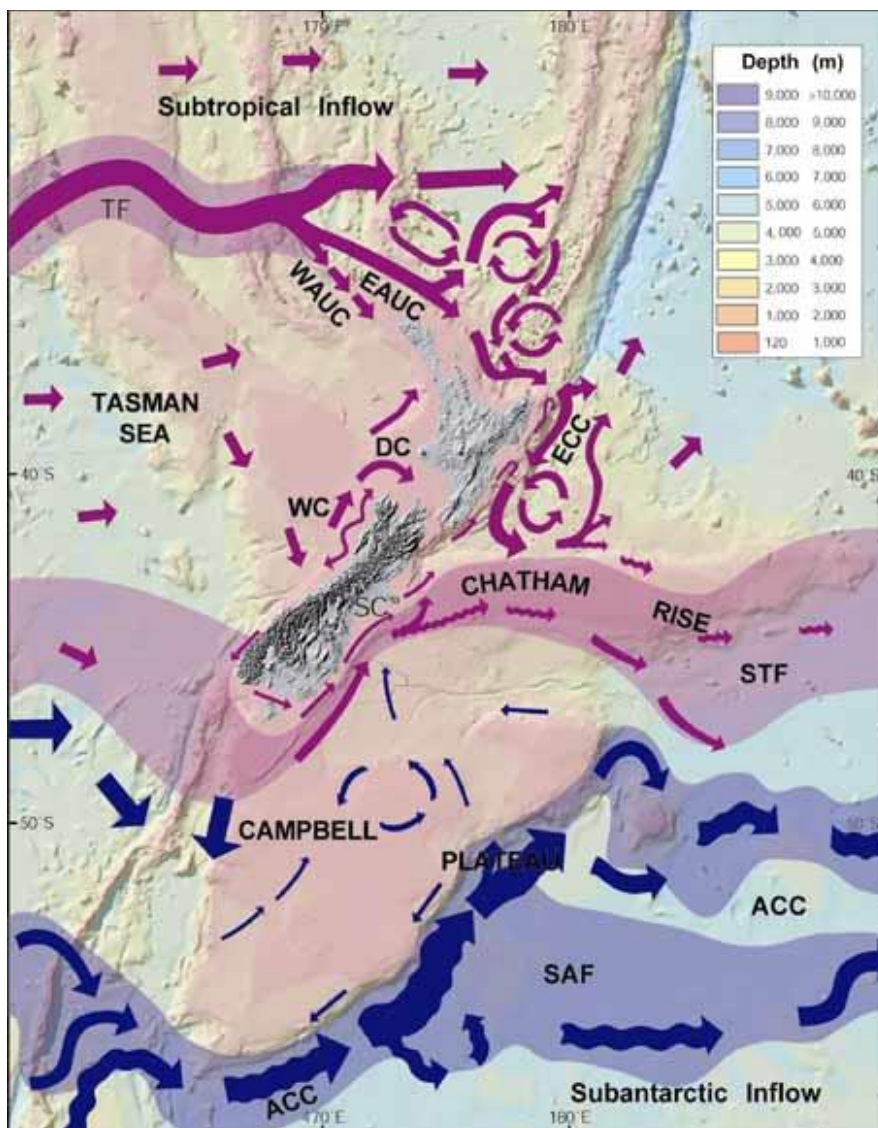 170°E
180°
Depth (m)
9,000 >10,000
8,000 9,000
7,000 8,000
6,000 7,000
5,000 6,000
4,000 5,000
3,000 4,000
2,000 3,000
1,000 2,000
120 1,000
Subtropical Inflow
TF
WAUC
EAUC
TASMAN
SEA
DC
ECC
40°S
40°S
WC
CHATHAM
SC
RISE
STF
50°S
50°S
CAMPBELL
PLATEAU
ACC
SAF
ACC
Subantarctic Inflow
170°E
180°E